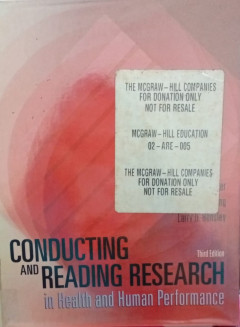 THE MCGRAW-HILL COMPANIES
FOR DONATION ONLY
NOT FOR RESALE
MCGRAW-HILL EDUCATION
02-ARE-005
THE MCGRAW-HILL COMPANIES
FOR DONATION ONLY
NOT FOR RESALE
Larry D.
Third Edition
CONDUCTING
AND READING RESEARCH
in Health and Human Performance